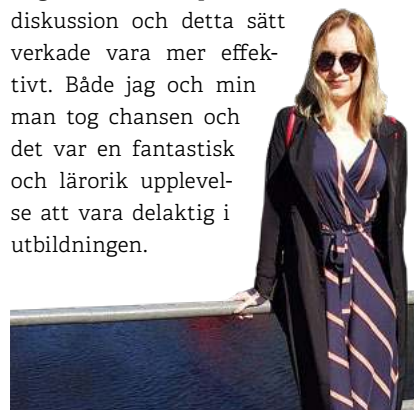 diskussion och detta sätt
verkade vara mer effek-
tivt. Både jag och min
man tog chansen och
det var en fantastisk
och lärorik upplevel-
se att vara delaktig i
utbildningen.